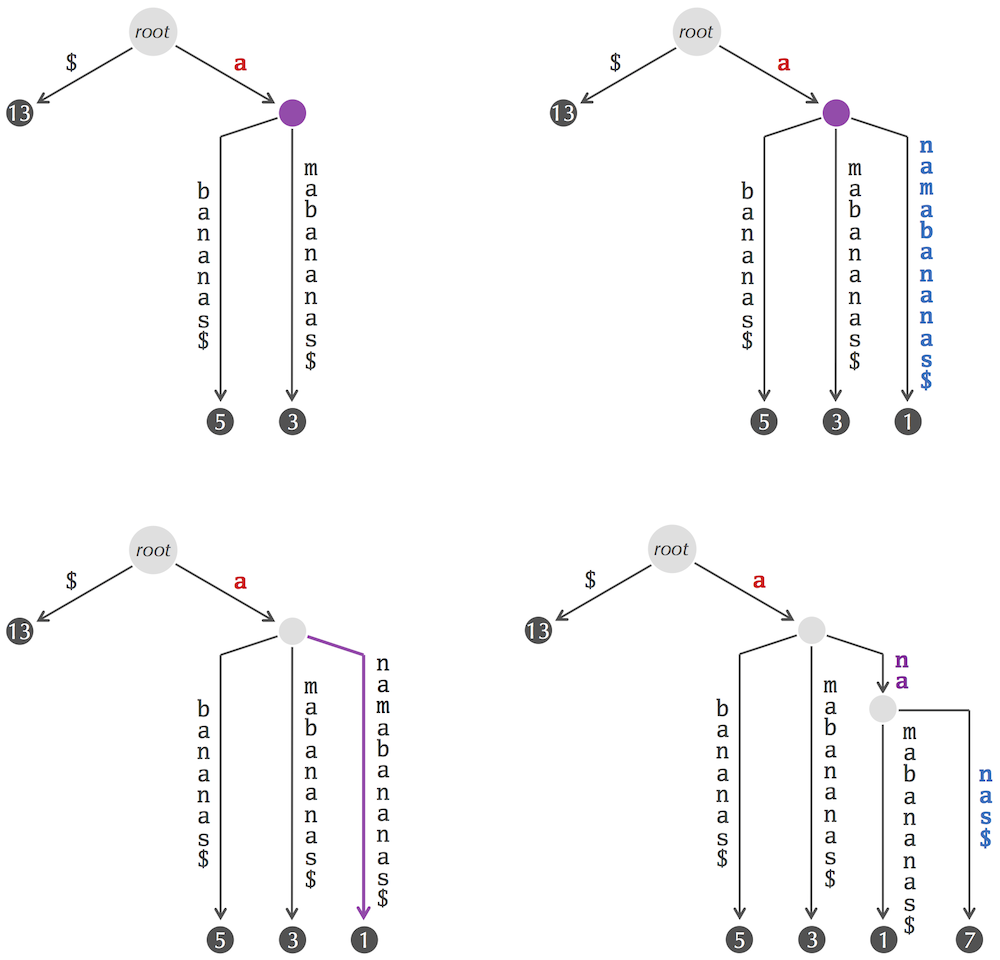 root
$
a
13
bananas$
mabananas$
5
3
root
$
a
13
bananas$
mabananas$
namabananas$
5
3
1
root
$
a
13
bananas$
mabananas$
namabananas$
5
3
1
root
$
a
13
bananas$
mabananas$
na
mabananas$
nas$
5
3
1
7